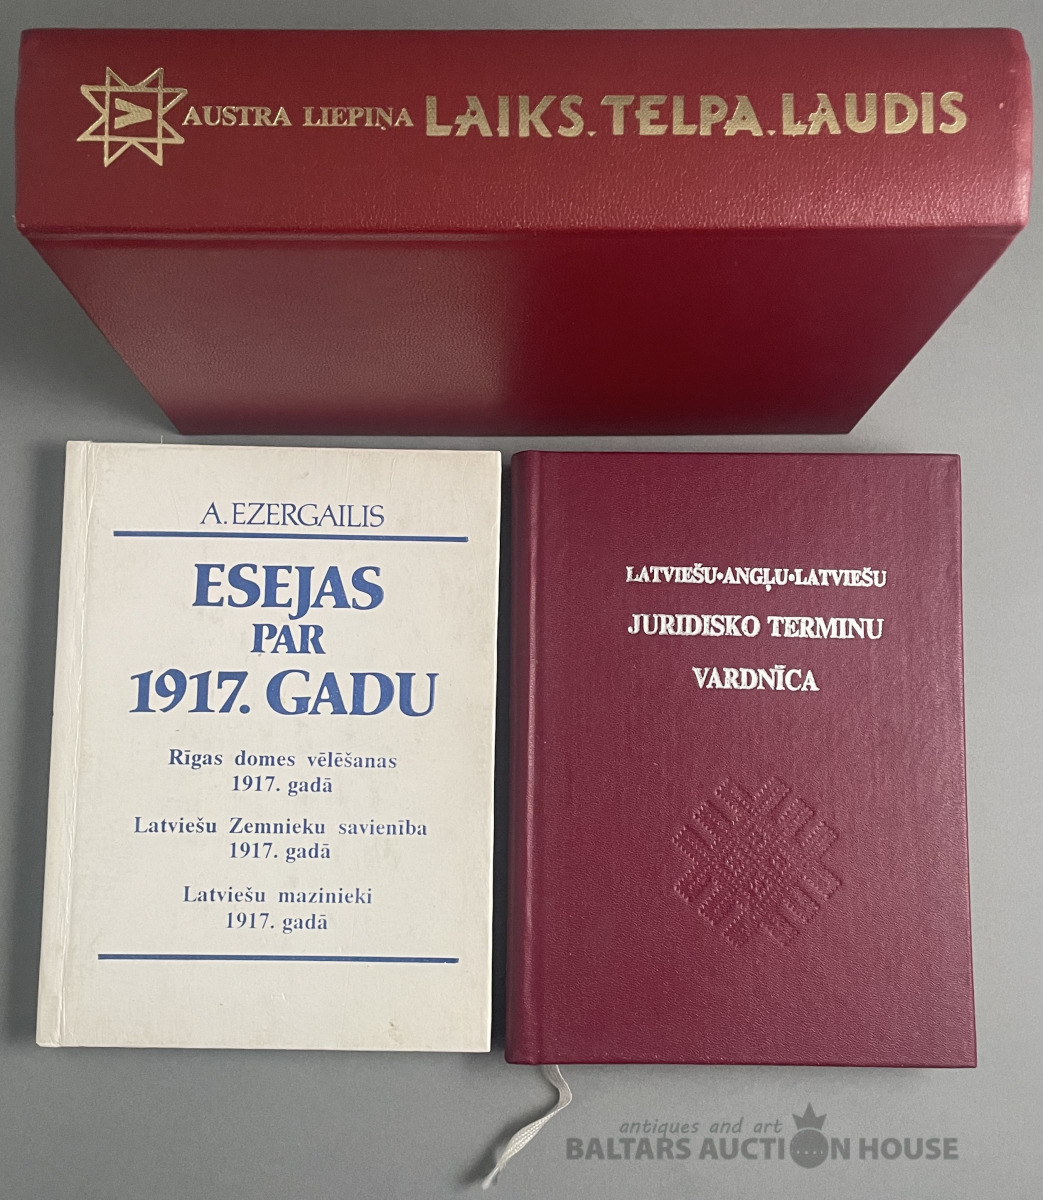 AUSTRA LIEPIŅA LAIKS. TELPA. ĻAUDIS
A. EZERGAILIS
ESEJAS
PAR
1917. GADU
Rīgas domes vēlēšanas
1917. gadā
Latviešu Zemnieku savienība
1917. gadā
Latviešu mazinieki
1917. gadā
LATVIEŠU•ANGĻU•LATVIEŠU
JURIDISKO TERMINU
VARDNĪCA
antiques and art
BALTARS AUCTION HOUSE